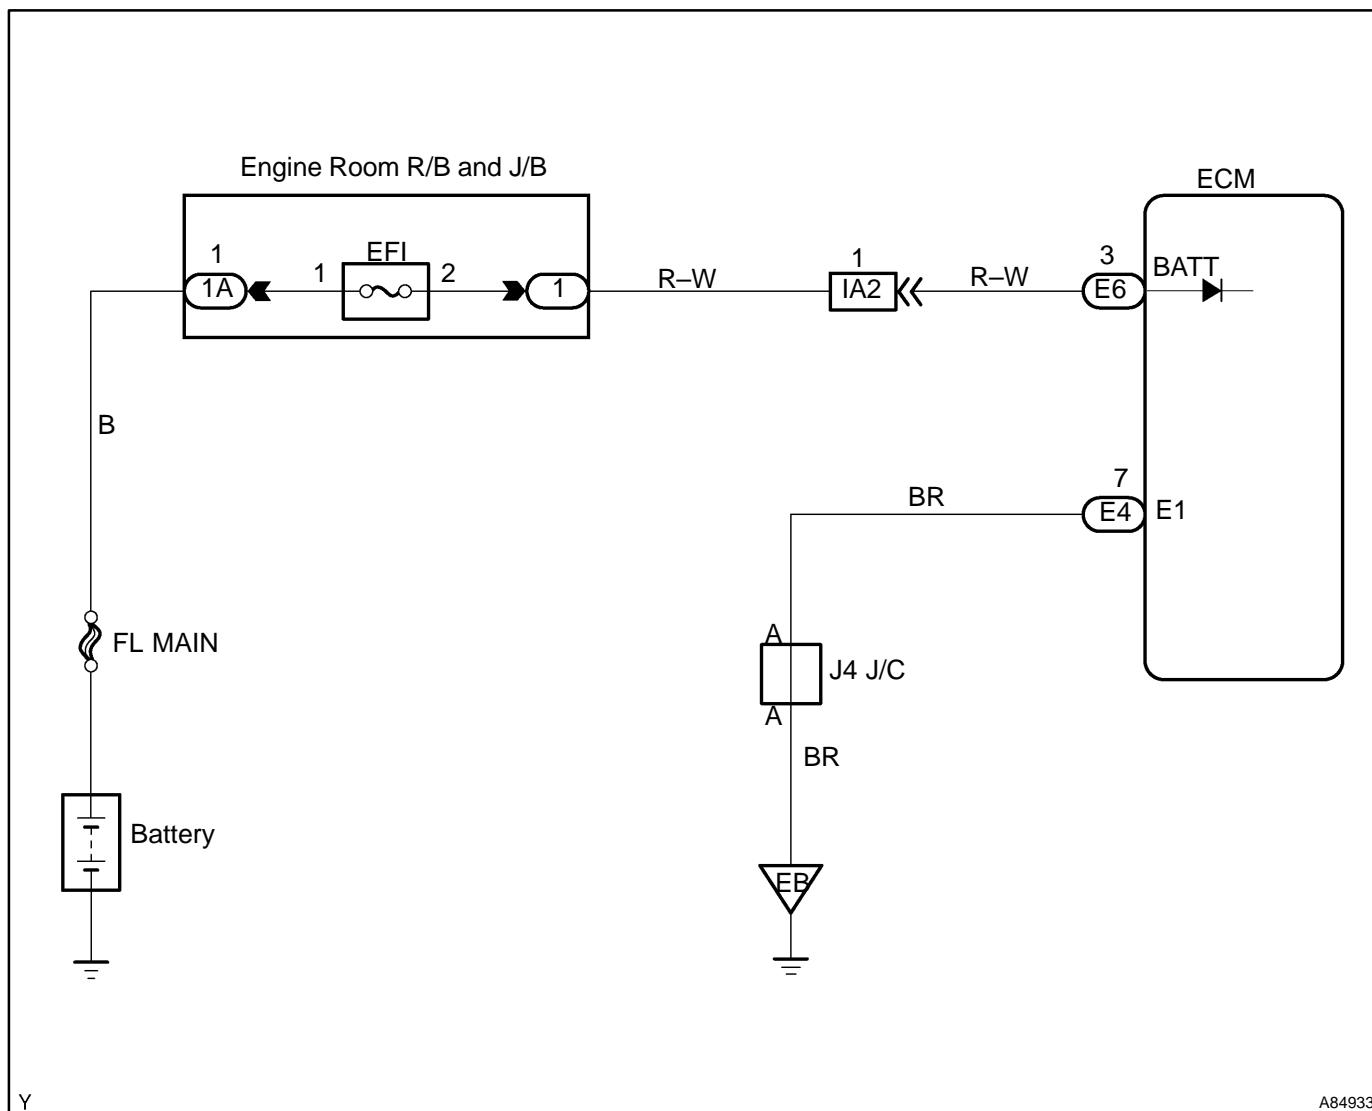 Engine Room R/B and J/B
ECM
1
EFI
1
3
1
2
R–W
R–W
BATT
1A
1
IA2
E6
B
7
BR
E4
E1
A
FL MAIN
J4 J/C
A
BR
Battery
EB
Y
A84933